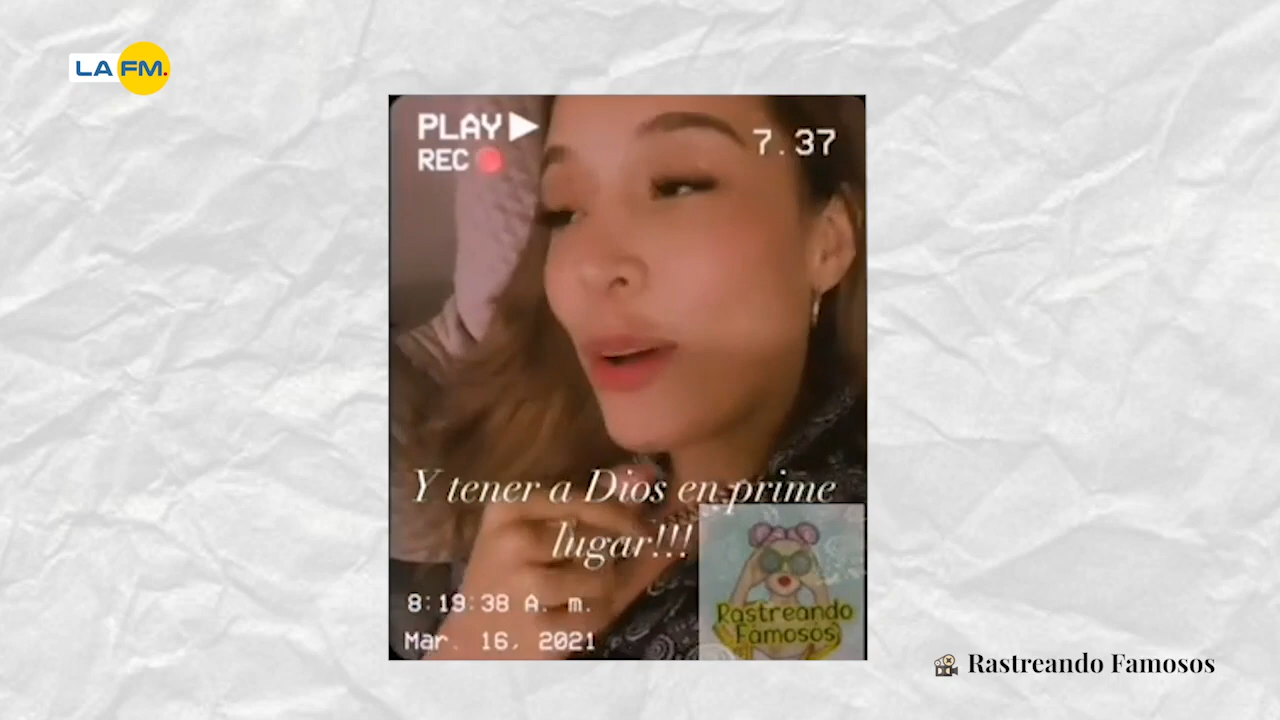 LA FM.
PLAY
REC
7.37
Y tener a Dios en prime
lugar!!!
8:19:38 A. m.
Mar. 16, 2021
Rastreando
Famosos
Rastreando Famosos